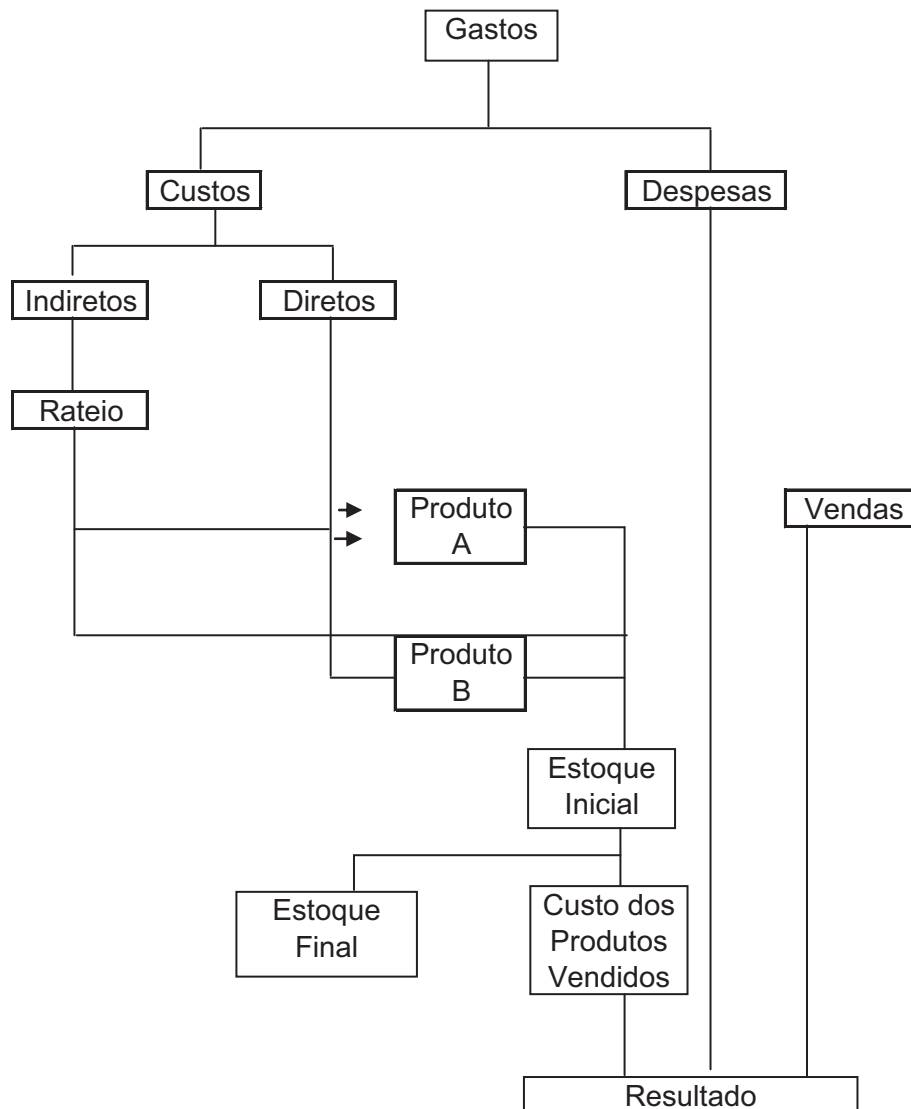 Gastos
Custos
Despesas
Indiretos
Diretos
Rateio
Produto
A
Vendas
Produto
B
Estoque
Inicial
Estoque
Final
Custo dos
Produtos
Vendidos
Resultado